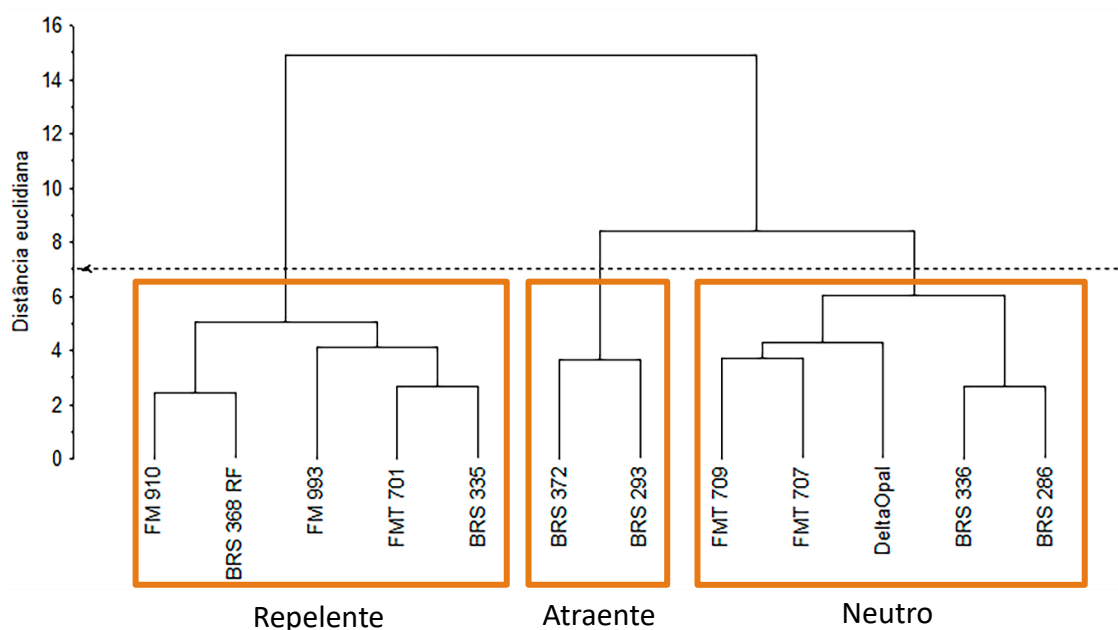 Distância euclidiana
16
14
12
10
8
6
4
2
0
FM 910
BRS 368 RF
FM 993
FMT 701
BRS 335
BRS 372
BRS 293
FMT 709
FMT 707
DeltaOpal
BRS 336
BRS 286
Repelente
Atraente
Neutro